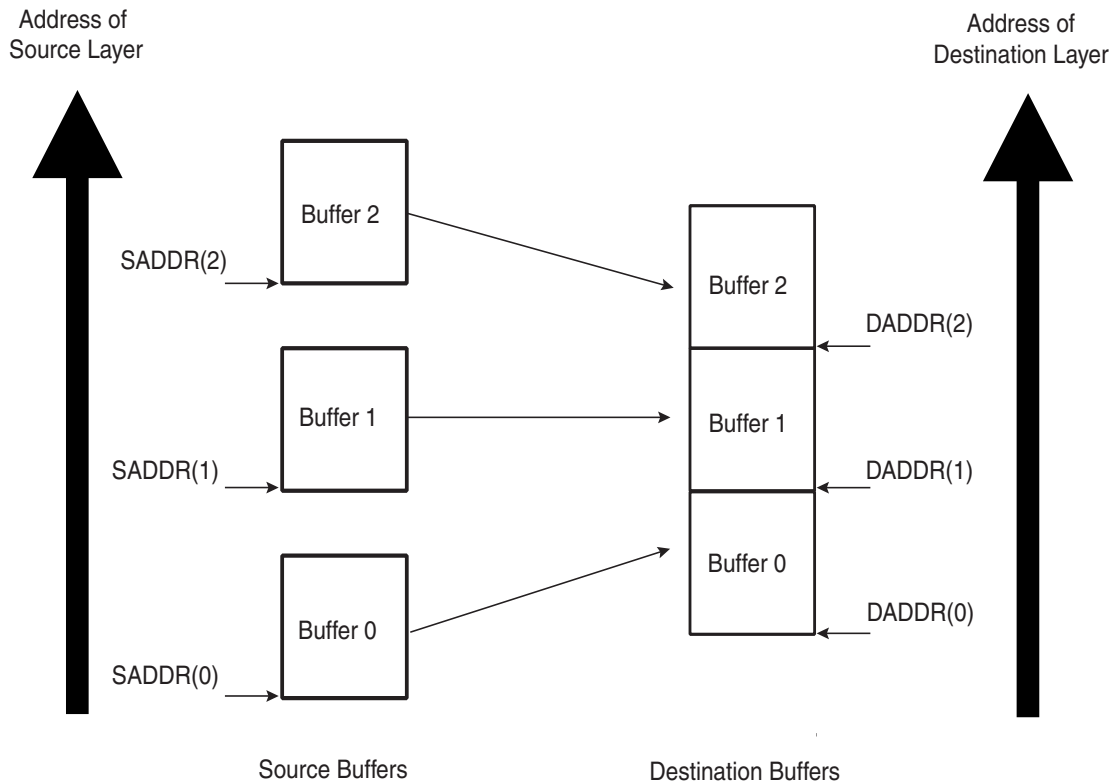 Address of
Source Layer
Address of
Destination Layer
Buffer 2
SADDR(2)
Buffer 2
DADDR(2)
Buffer 1
Buffer 1
SADDR(1)
DADDR(1)
Buffer 0
Buffer 0
DADDR(0)
SADDR(0)
Source Buffers
Destination Buffers